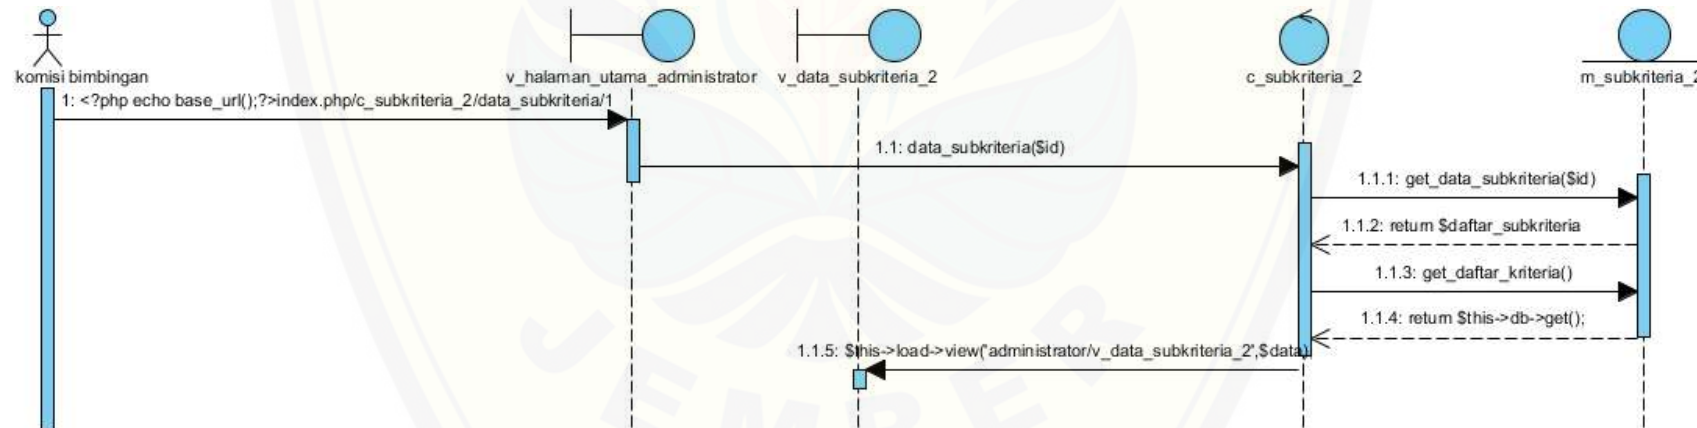 komisi bimbingan
v_halaman_utama_administrator
v_data_subkriteria_2
c_subkriteria_2
m_subkriteria_2
1: <?php echo base_url();?>index.php/c_subkriteria_2/data_subkriteria/1
1.1: data_subkriteria($id)
1.1.1: get_data_subkriteria($id)
1.1.2: return $daftar_subkriteria
1.1.3: get_daftar_kriteria()
1.1.4: return $this->db->get();
1.1.5: $this->load->view("administrator/v_data_subkriteria_2",$data)
JEMBER